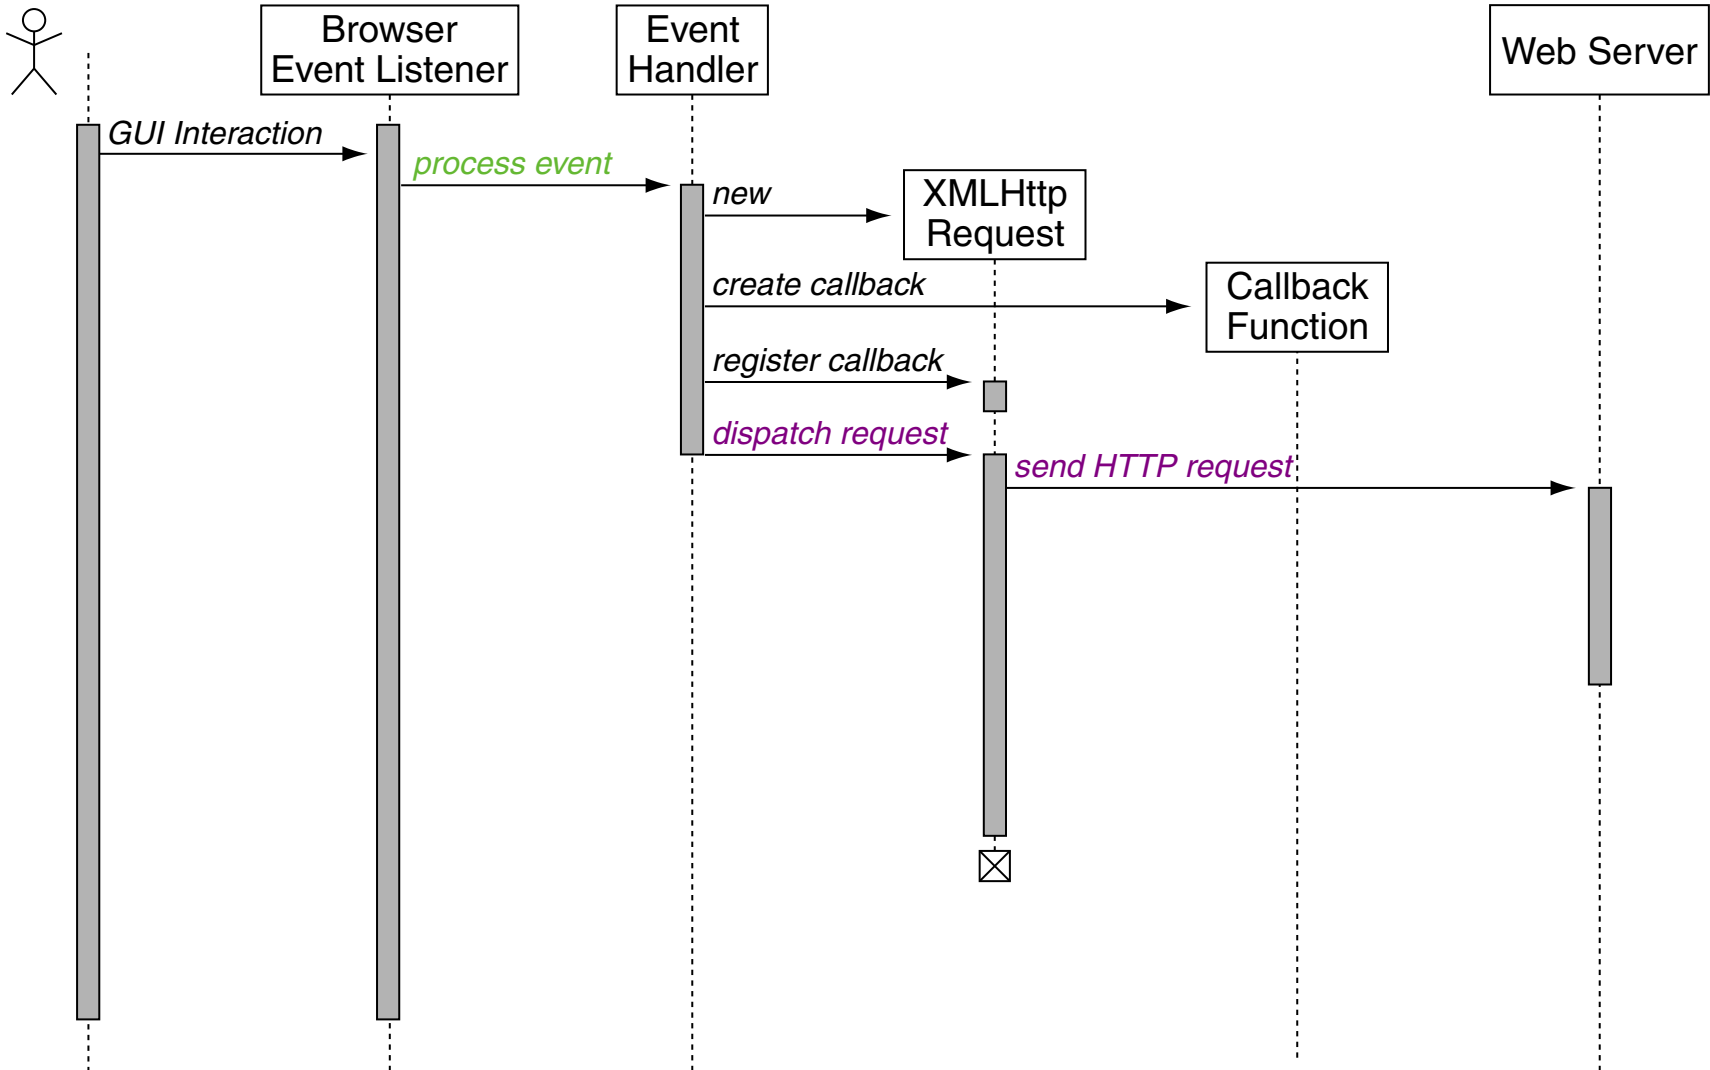 Browser
Event Listener
Event
Handler
Web Server
GUI Interaction
process event
new
XMLHttp
Request
create callback
Callback
Function
register callback
dispatch request
send HTTP request